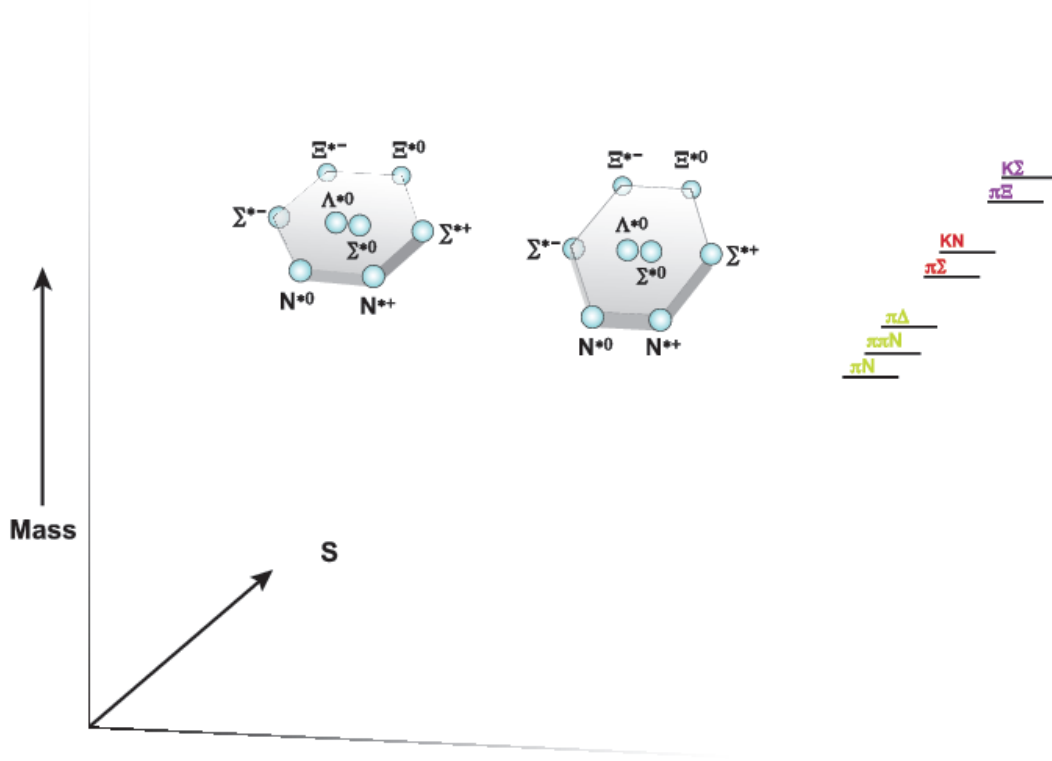 Ξ*− Ξ*0
Λ*0
Σ*− Σ*+
Σ*0
N*0 N*+
Ξ*− Ξ*0
Λ*0
Σ*− Σ*+
Σ*0
N*0 N*+
KΣ
πΞ
KN
πΣ
πΔ
ππN
πN
Mass
S